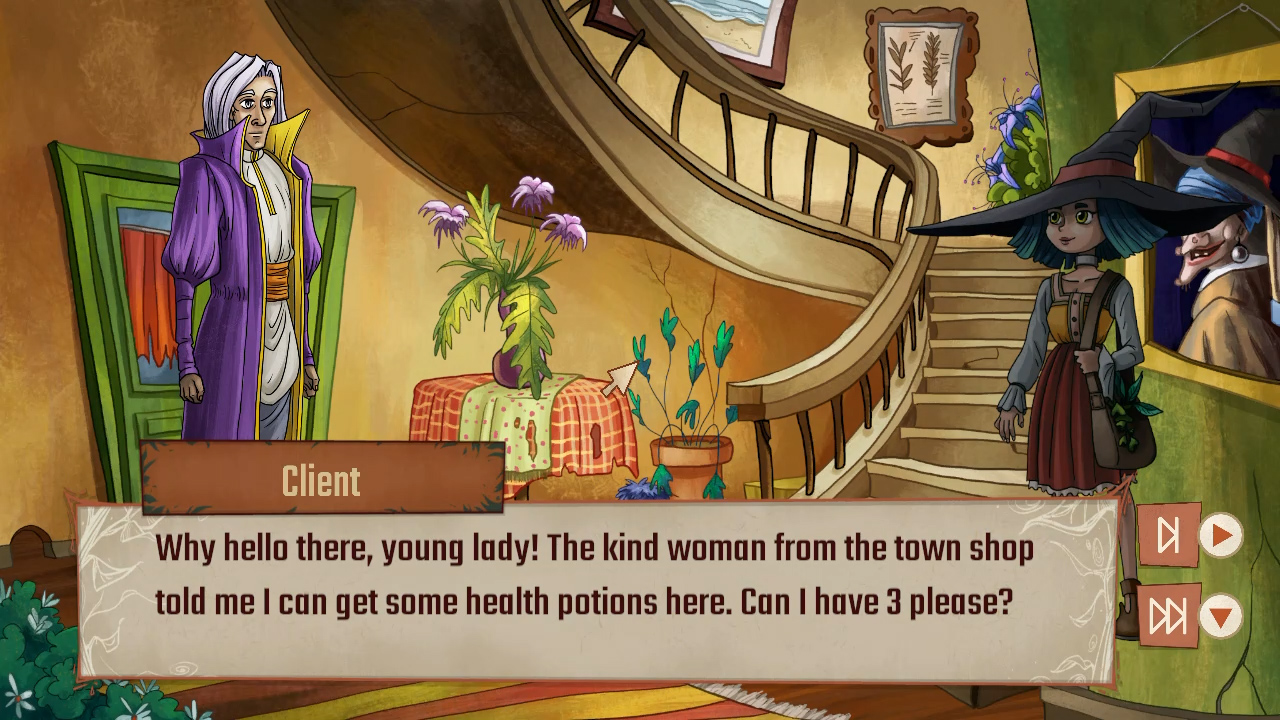 Client
Why hello there, young lady! The kind woman from the town shop
told me I can get some health potions here. Can I have 3 please?